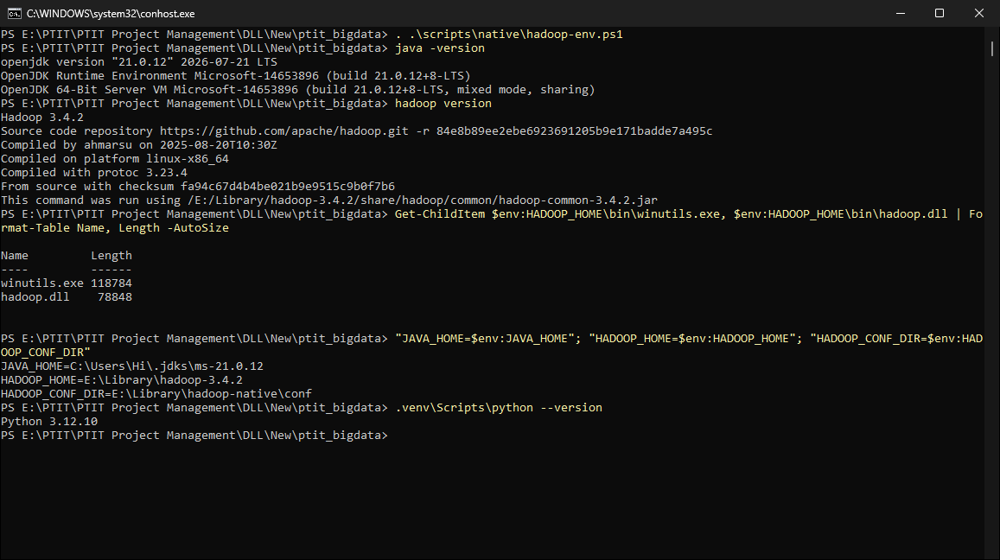 C:\WINDOWS\system32\conhost.exe
PS E:\PTIT\PTIT Project Management\DLL\New\ptit_bigdata> . .\scripts\native\hadoop-env.ps1
PS E:\PTIT\PTIT Project Management\DLL\New\ptit_bigdata> java -version
openjdk version "21.0.12" 2026-07-21 LTS
OpenJDK Runtime Environment Microsoft-14653896 (build 21.0.12+8-LTS)
OpenJDK 64-Bit Server VM Microsoft-14653896 (build 21.0.12+8-LTS, mixed mode, sharing)
PS E:\PTIT\PTIT Project Management\DLL\New\ptit_bigdata> hadoop version
Hadoop 3.4.2
Source code repository https://github.com/apache/hadoop.git -r 84e8b89ee2ebe6923691205b9e171badde7a495c
Compiled by ahmarsu on 2025-08-20T10:30Z
Compiled on platform linux-x86_64
Compiled with protoc 3.23.4
From source with checksum fa94c67d4b4be021b9e9515c9b0f7b6
This command was run using /E:/Library/hadoop-3.4.2/share/hadoop/common/hadoop-common-3.4.2.jar
PS E:\PTIT\PTIT Project Management\DLL\New\ptit_bigdata> Get-ChildItem $env:HADOOP_HOME\bin\winutils.exe, $env:HADOOP_HOME\bin\hadoop.dll | Fo
rmat-Table Name, Length -AutoSize
Name         Length
----         ------
winutils.exe 118784
hadoop.dll    78848
PS E:\PTIT\PTIT Project Management\DLL\New\ptit_bigdata> "JAVA_HOME=$env:JAVA_HOME"; "HADOOP_HOME=$env:HADOOP_HOME"; "HADOOP_CONF_DIR=$env:HAD
OOP_CONF_DIR"
JAVA_HOME=C:\Users\Hi\.jdks\ms-21.0.12
HADOOP_HOME=E:\Library\hadoop-3.4.2
HADOOP_CONF_DIR=E:\Library\hadoop-native\conf
PS E:\PTIT\PTIT Project Management\DLL\New\ptit_bigdata> .venv\Scripts\python --version
Python 3.12.10
PS E:\PTIT\PTIT Project Management\DLL\New\ptit_bigdata>